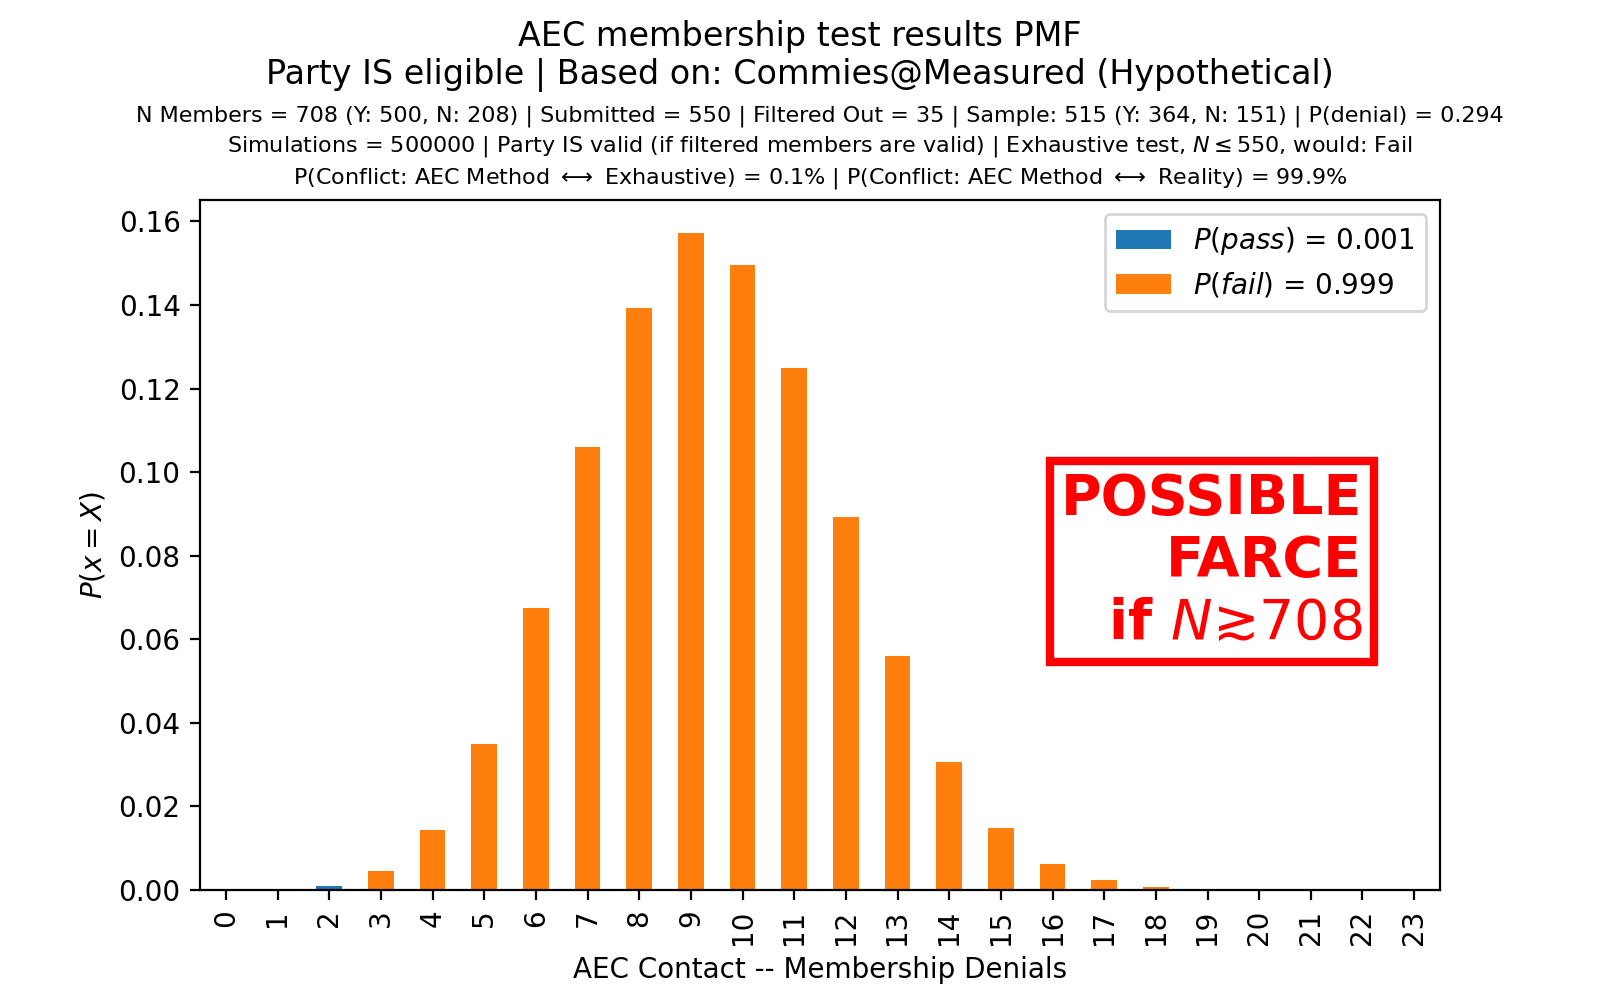 AEC membership test results PMF
Party IS eligible | Based on: Commies@Measured (Hypothetical)
N Members = 708 (Y: 500, N: 208) | Submitted = 550 | Filtered Out = 35 | Sample: 515 (Y: 364, N: 151) | P(denial) = 0.294
Simulations = 500000 | Party IS valid (if filtered members are valid) | Exhaustive test, N ≤ 550, would: Fail
P(Conflict: AEC Method ⟷ Exhaustive) = 0.1% | P(Conflict: AEC Method ⟷ Reality) = 99.9%
P(pass) = 0.001
P(fail) = 0.999
0.16
0.14
0.12
0.10
0.08
0.06
0.04
0.02
0.00
P(x = X)
POSSIBLE
FARCE
if N≳708
0 1 2 3 4 5 6 7 8 9 10 11 12 13 14 15 16 17 18 19 20 21 22 23
AEC Contact -- Membership Denials